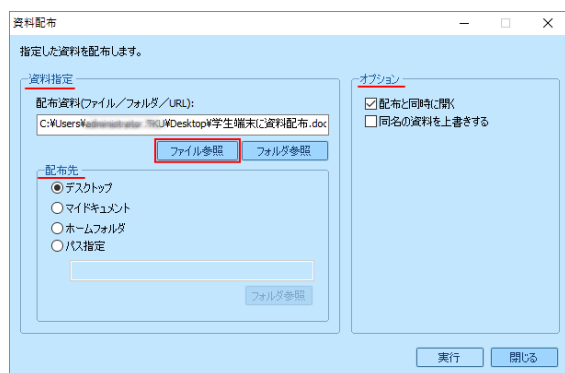 資料配布
指定した資料を配布します。
資料指定
配布資料(ファイル/フォルダ/URL):
C:¥Users¥ ¥Desktop¥学生端末に資料配布.doc
ファイル参照 フォルダ参照
配布先
デスクトップ
マイドキュメント
ホームフォルダ
パス指定
フォルダ参照
オプション
配布と同時に開く
同名の資料を上書きする
実行 閉じる